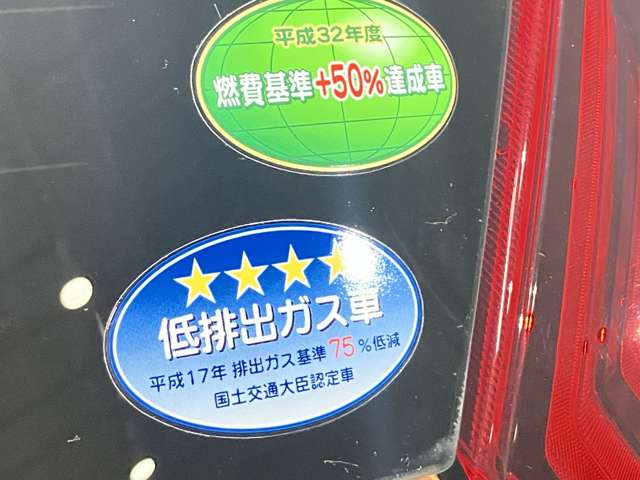 平成32年度
燃費基準+50%達成車
低排出ガス車
平成17年 排出ガス基準75%低減
国土交通大臣認定車